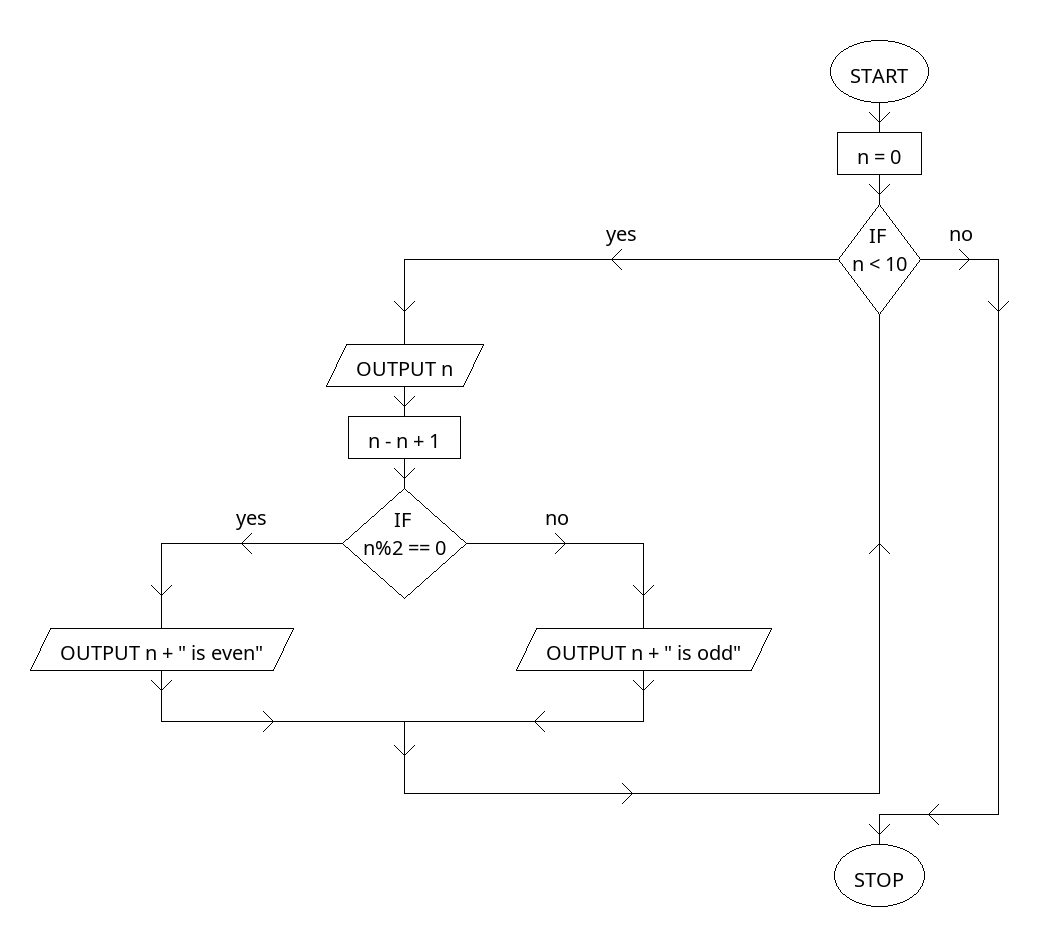 START
n = 0
IF
n < 10
yes
no
OUTPUT n
n - n + 1
IF
n%2 == 0
yes
no
OUTPUT n + " is even"
OUTPUT n + " is odd"
STOP